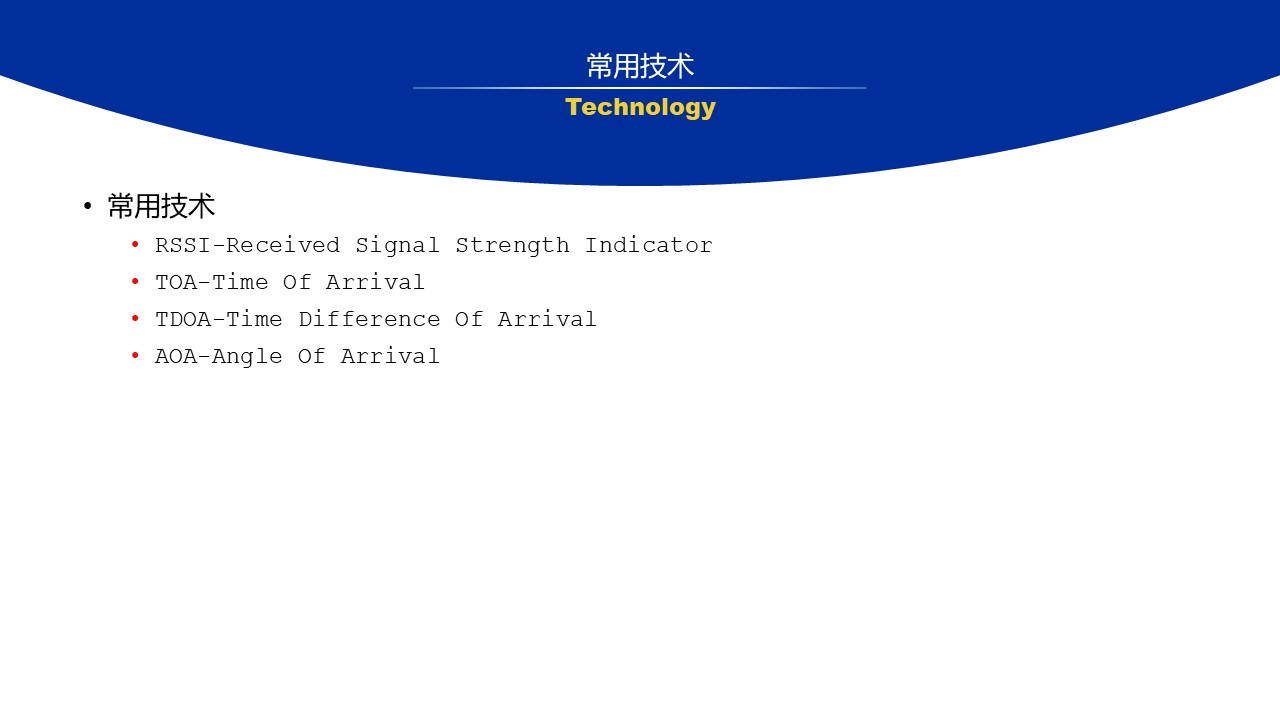 常用技术
Technology
• 常用技术
• RSSI-Received Signal Strength Indicator
• TOA-Time Of Arrival
• TDOA-Time Difference Of Arrival
• AOA-Angle Of Arrival